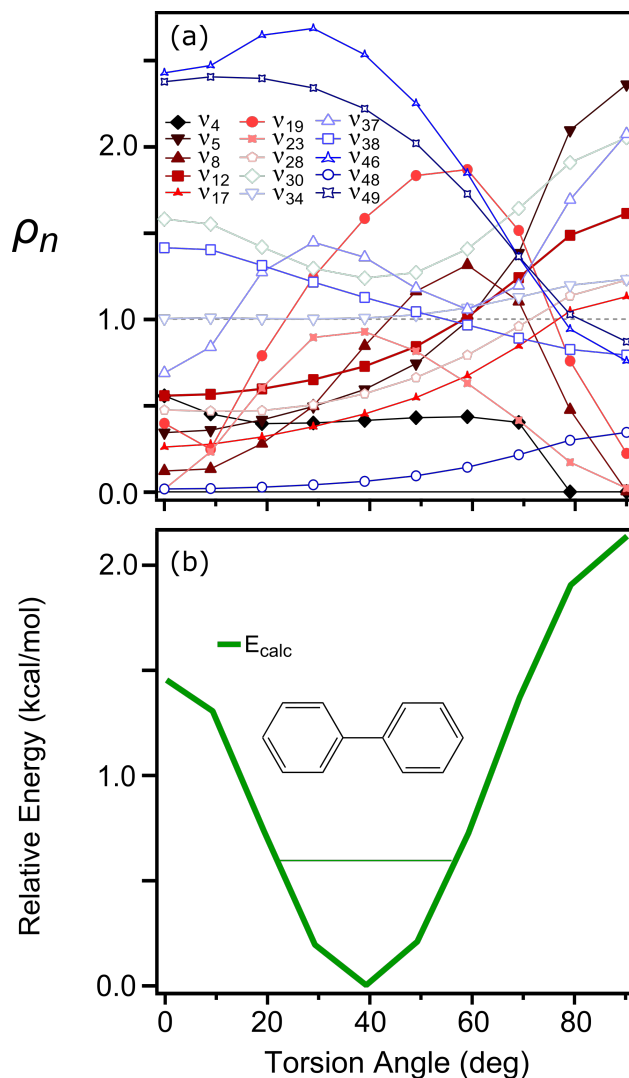 (a)
ν4 ν19 ν37
ν5 ν23 ν38
ν8 ν28 ν46
ν12 ν30 ν48
ν17 ν34 ν49
2.0
1.0
0.0
ρn
(b)
2.0
1.0
0.0
Ecalc
Relative Energy (kcal/mol)
0 20 40 60 80
Torsion Angle (deg)